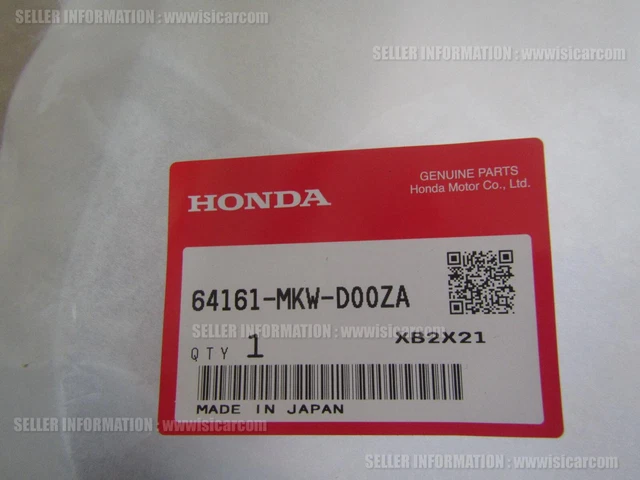 SELLER INFORMATION : wwwisicarcom
SELLER INFORMATION : wwwisicarcom
HONDA
GENUINE PARTS
Honda Motor Co., Ltd.
64161-MKW-D00ZA
SELLER INFORMATION : wwwisicarcom
QTY 1
XB2X21
MADE IN JAPAN
SELLER INFORMATION : wwwisicarcom
SELLER INFORMATION : wwwisicarcom